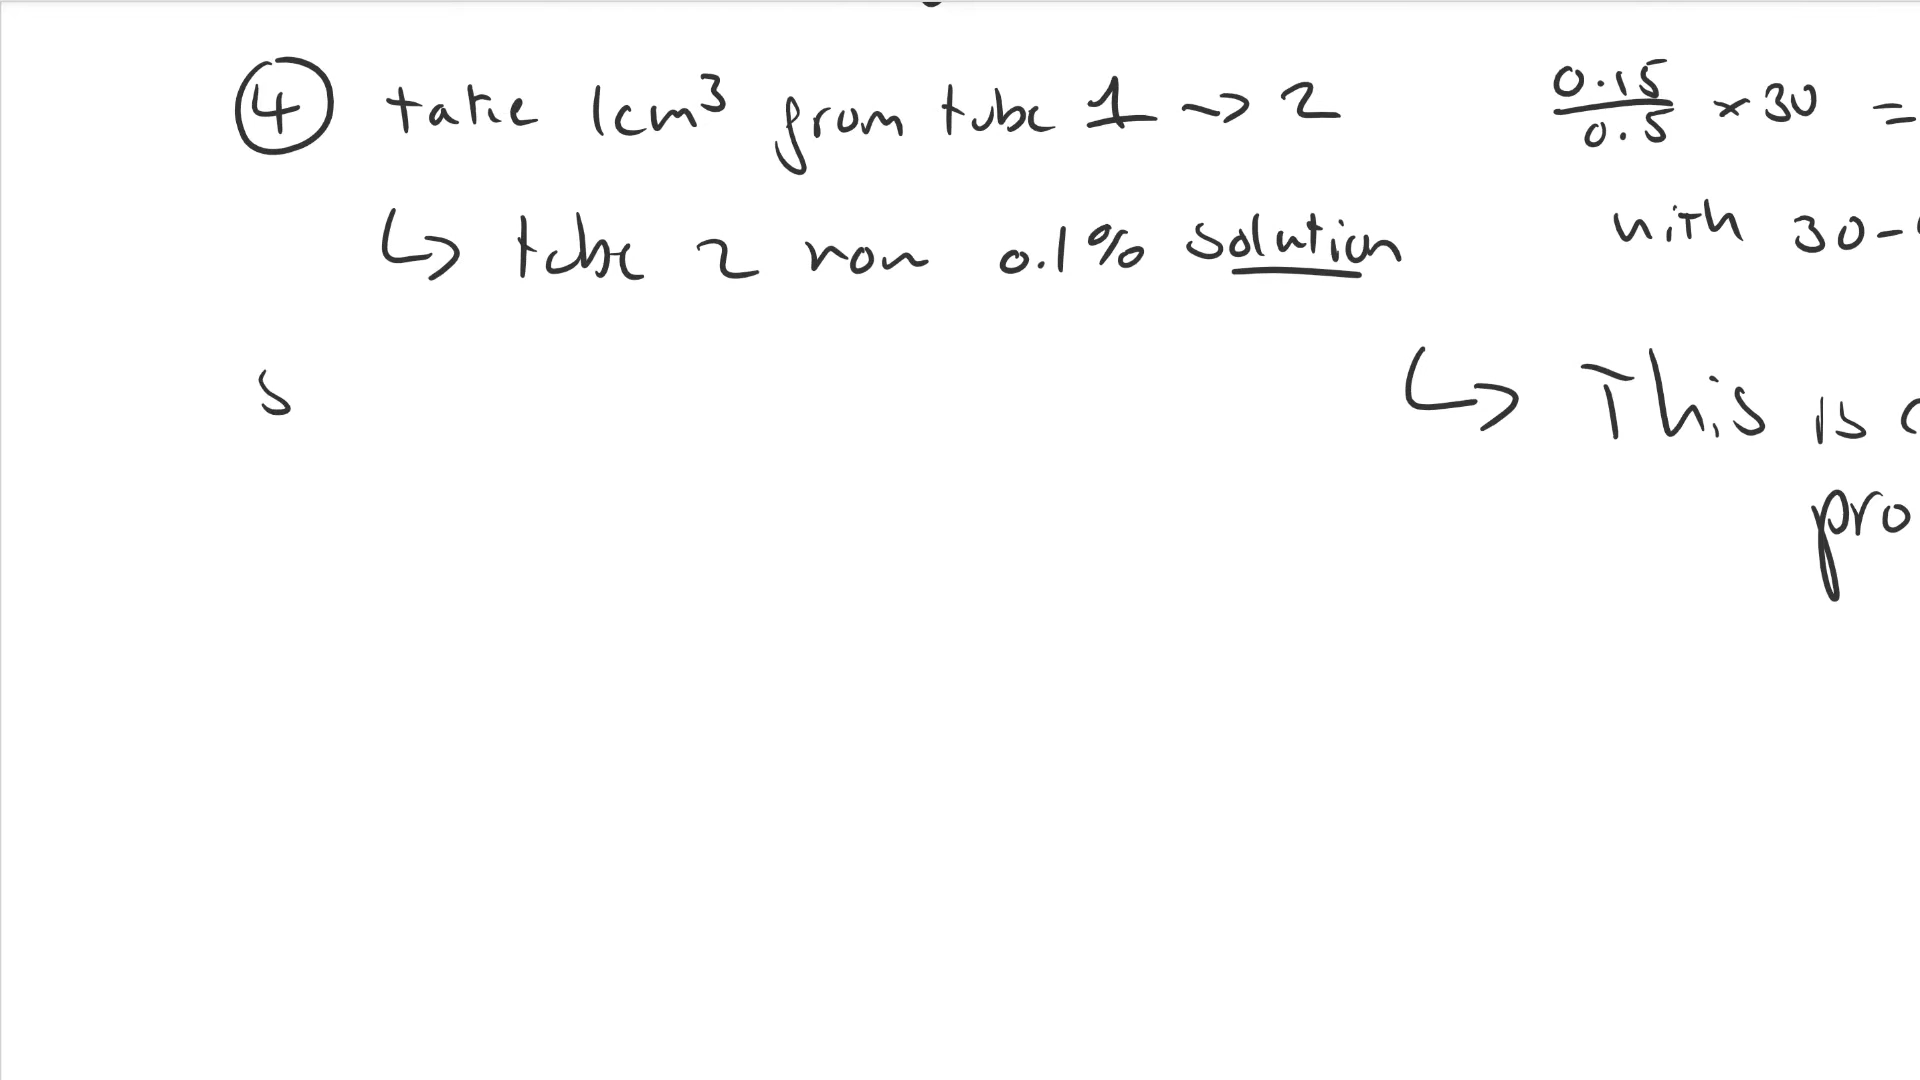 ④ take 1cm³ from tube 1 → 2
↳ tube 2 now 0.1% solution
s
0.15/0.5 × 30 =
with 30-
↳ This is
pro